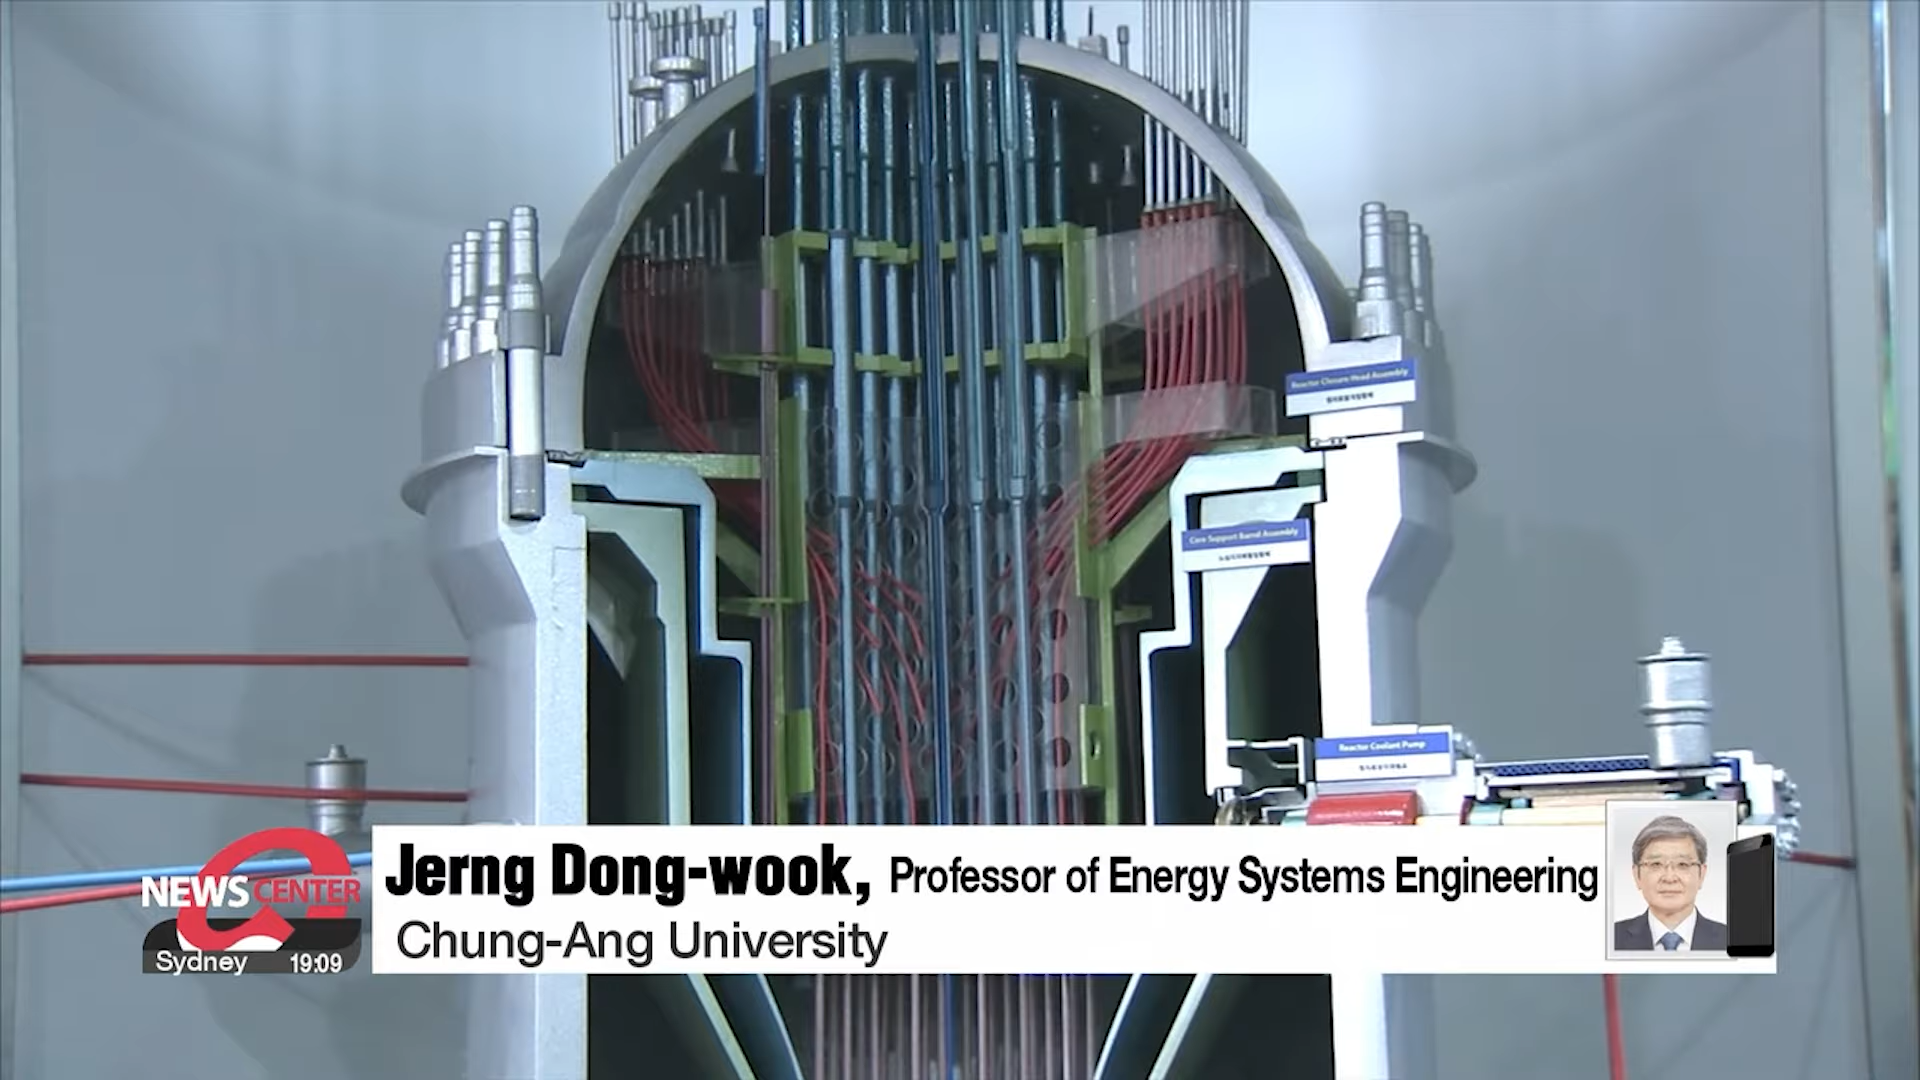 Reactor Closure Head Assembly
Core Support Barrel Assembly
Reactor Coolant Pump
Jerng Dong-wook, Professor of Energy Systems Engineering
Chung-Ang University
NEWS CENTER
Sydney 19:09